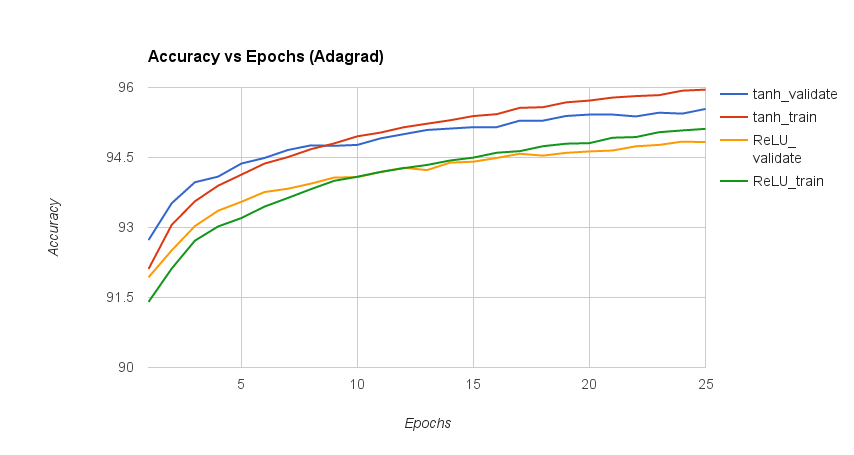 Accuracy vs Epochs (Adagrad)
96
94.5
93
91.5
90
Accuracy
5 10 15 20 25
Epochs
tanh_validate
tanh_train
ReLU_
validate
ReLU_train